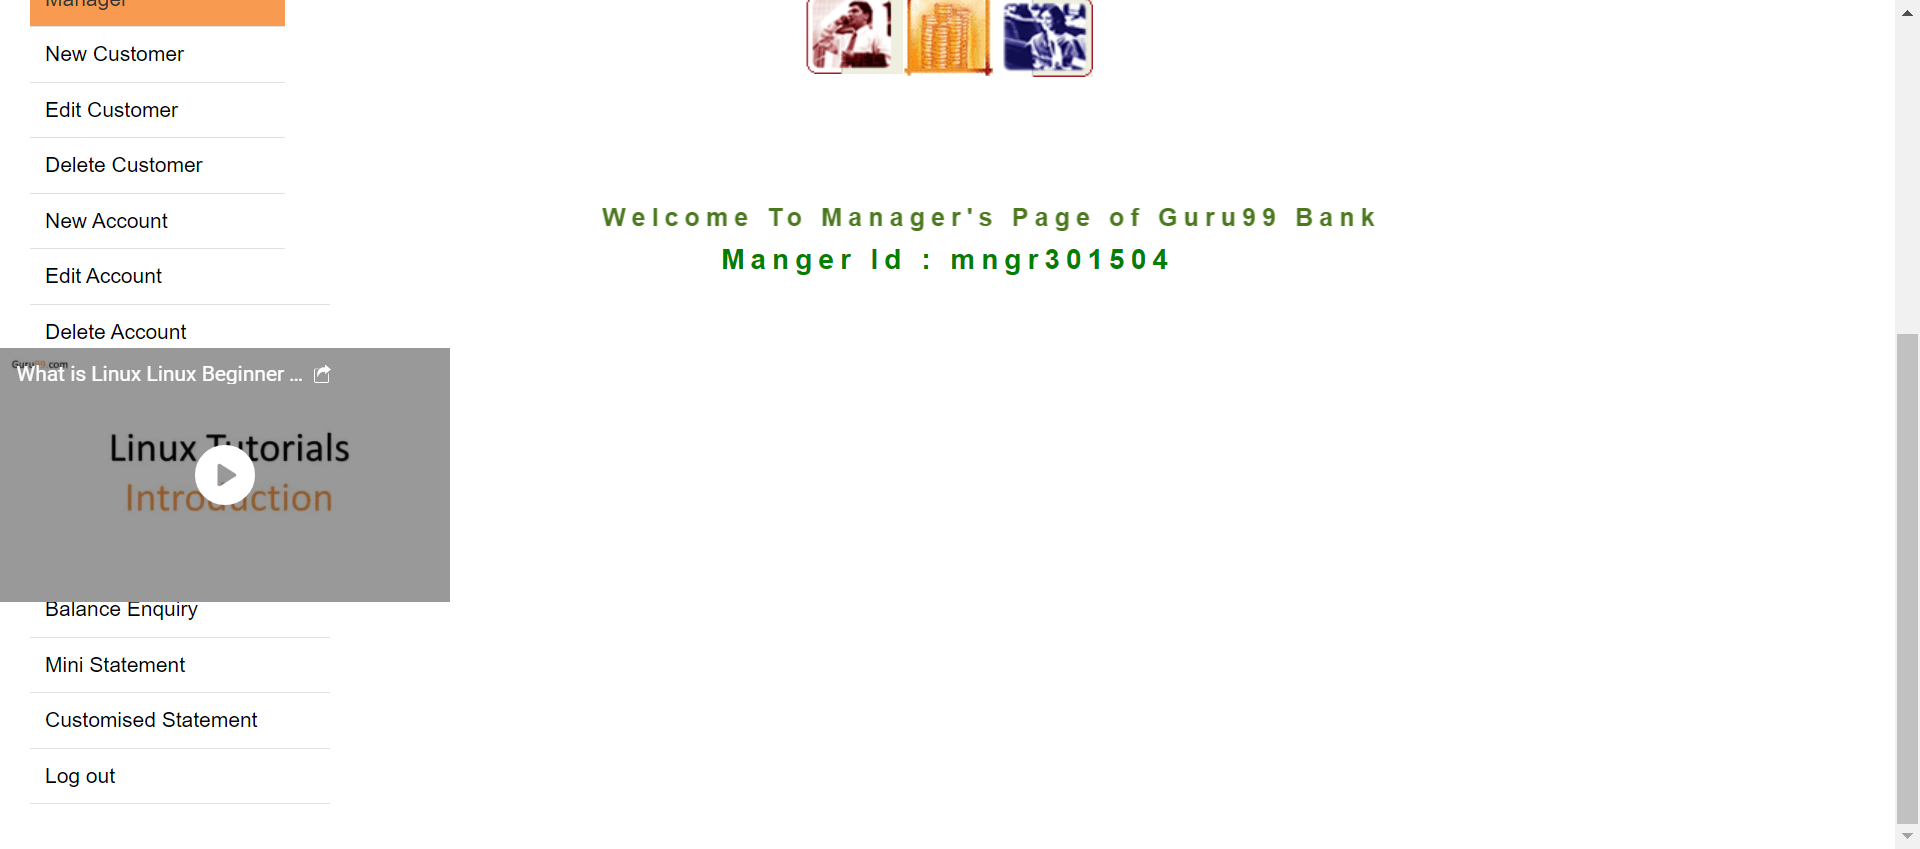 Manager
New Customer
Edit Customer
Delete Customer
New Account
Edit Account
Delete Account
Welcome To Manager's Page of Guru99 Bank
Manger Id : mngr301504
Guru99.com
What is Linux Linux Beginner ...
Linux Tutorials
Introduction
Balance Enquiry
Mini Statement
Customised Statement
Log out